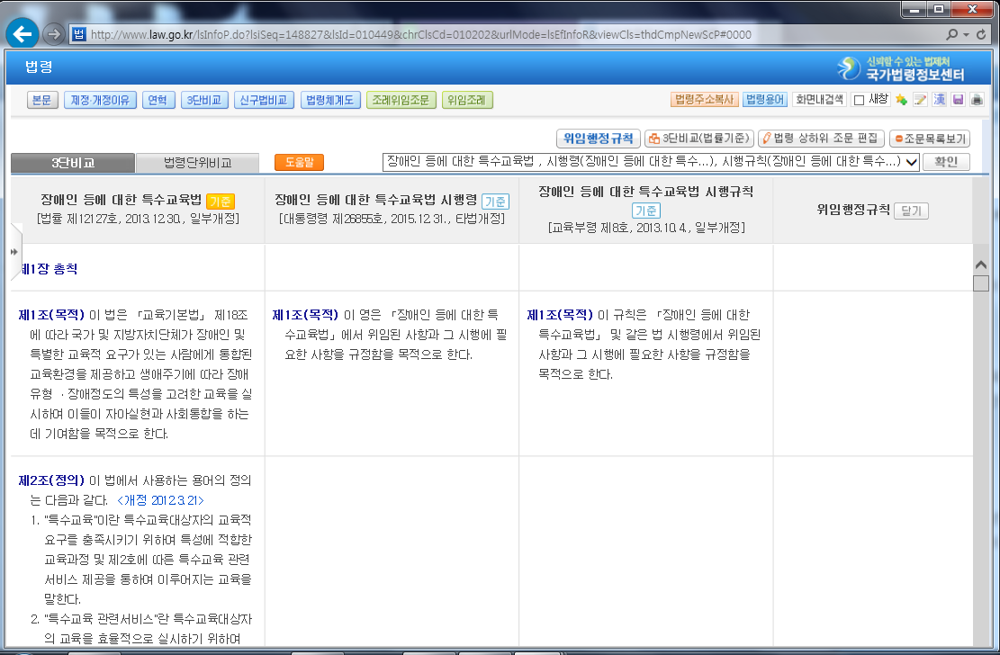 http://www.law.go.kr/lsInfoP.do?lsiSeq=148827&lsId=010449&chrClsCd=010202&urlMode=lsEfInfoR&viewCls=thdCmpNewScP#0000
법령
신뢰할 수 있는 법제처
국가법령정보센터
본문 제정·개정이유 연혁 3단비교 신구법비교 법령체계도 조례위임조문 위임조례 법령주소복사 법령용어 화면내검색 새창 漢
위임행정규칙 3단비교(법률기준) 법령 상하위 조문 편집 조문목록보기
3단비교 법령단위비교 도움말 장애인 등에 대한 특수교육법 , 시행령(장애인 등에 대한 특수...), 시행규칙(장애인 등에 대한 특수...) 확인
장애인 등에 대한 특수교육법 기준
[법률 제12127호, 2013.12.30., 일부개정]
장애인 등에 대한 특수교육법 시행령 기준
[대통령령 제26855호, 2015.12.31., 타법개정]
장애인 등에 대한 특수교육법 시행규칙
기준
[교육부령 제8호, 2013.10.4., 일부개정]
위임행정규칙 닫기
제1장 총칙
제1조(목적) 이 법은 「교육기본법」 제18조
에 따라 국가 및 지방자치단체가 장애인 및
특별한 교육적 요구가 있는 사람에게 통합된
교육환경을 제공하고 생애주기에 따라 장애
유형ㆍ장애정도의 특성을 고려한 교육을 실
시하여 이들이 자아실현과 사회통합을 하는
데 기여함을 목적으로 한다.
제1조(목적) 이 영은 「장애인 등에 대한 특
수교육법」에서 위임된 사항과 그 시행에 필
요한 사항을 규정함을 목적으로 한다.
제1조(목적) 이 규칙은 「장애인 등에 대한
특수교육법」 및 같은 법 시행령에서 위임된
사항과 그 시행에 필요한 사항을 규정함을
목적으로 한다.
제2조(정의) 이 법에서 사용하는 용어의 정의
는 다음과 같다. <개정 2012.3.21>
1. "특수교육"이란 특수교육대상자의 교육적
요구를 충족시키기 위하여 특성에 적합한
교육과정 및 제2호에 따른 특수교육 관련
서비스 제공을 통하여 이루어지는 교육을
말한다.
2. "특수교육 관련서비스"란 특수교육대상자
의 교육을 효율적으로 실시하기 위하여